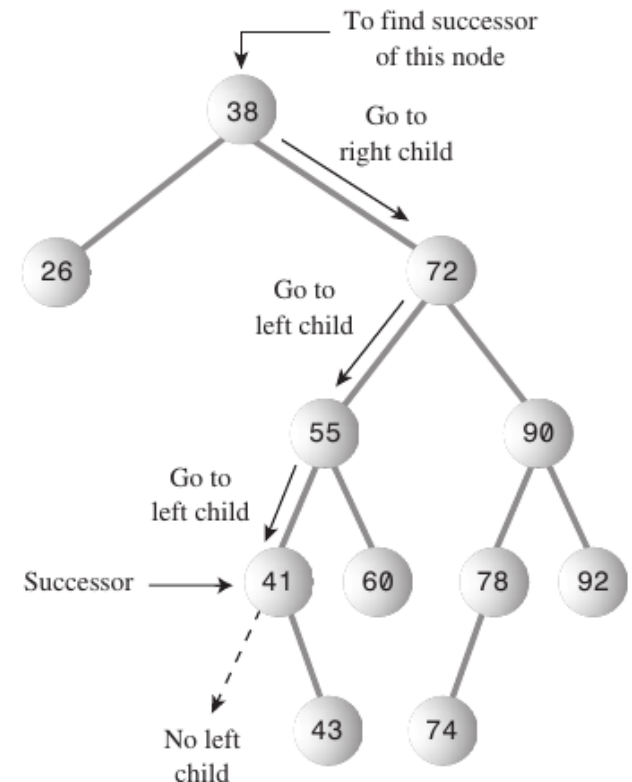 To find successor
of this node
38
Go to
right child
26
72
Go to
left child
55
90
Go to
left child
Successor
41
60
78
92
43
74
No left
child